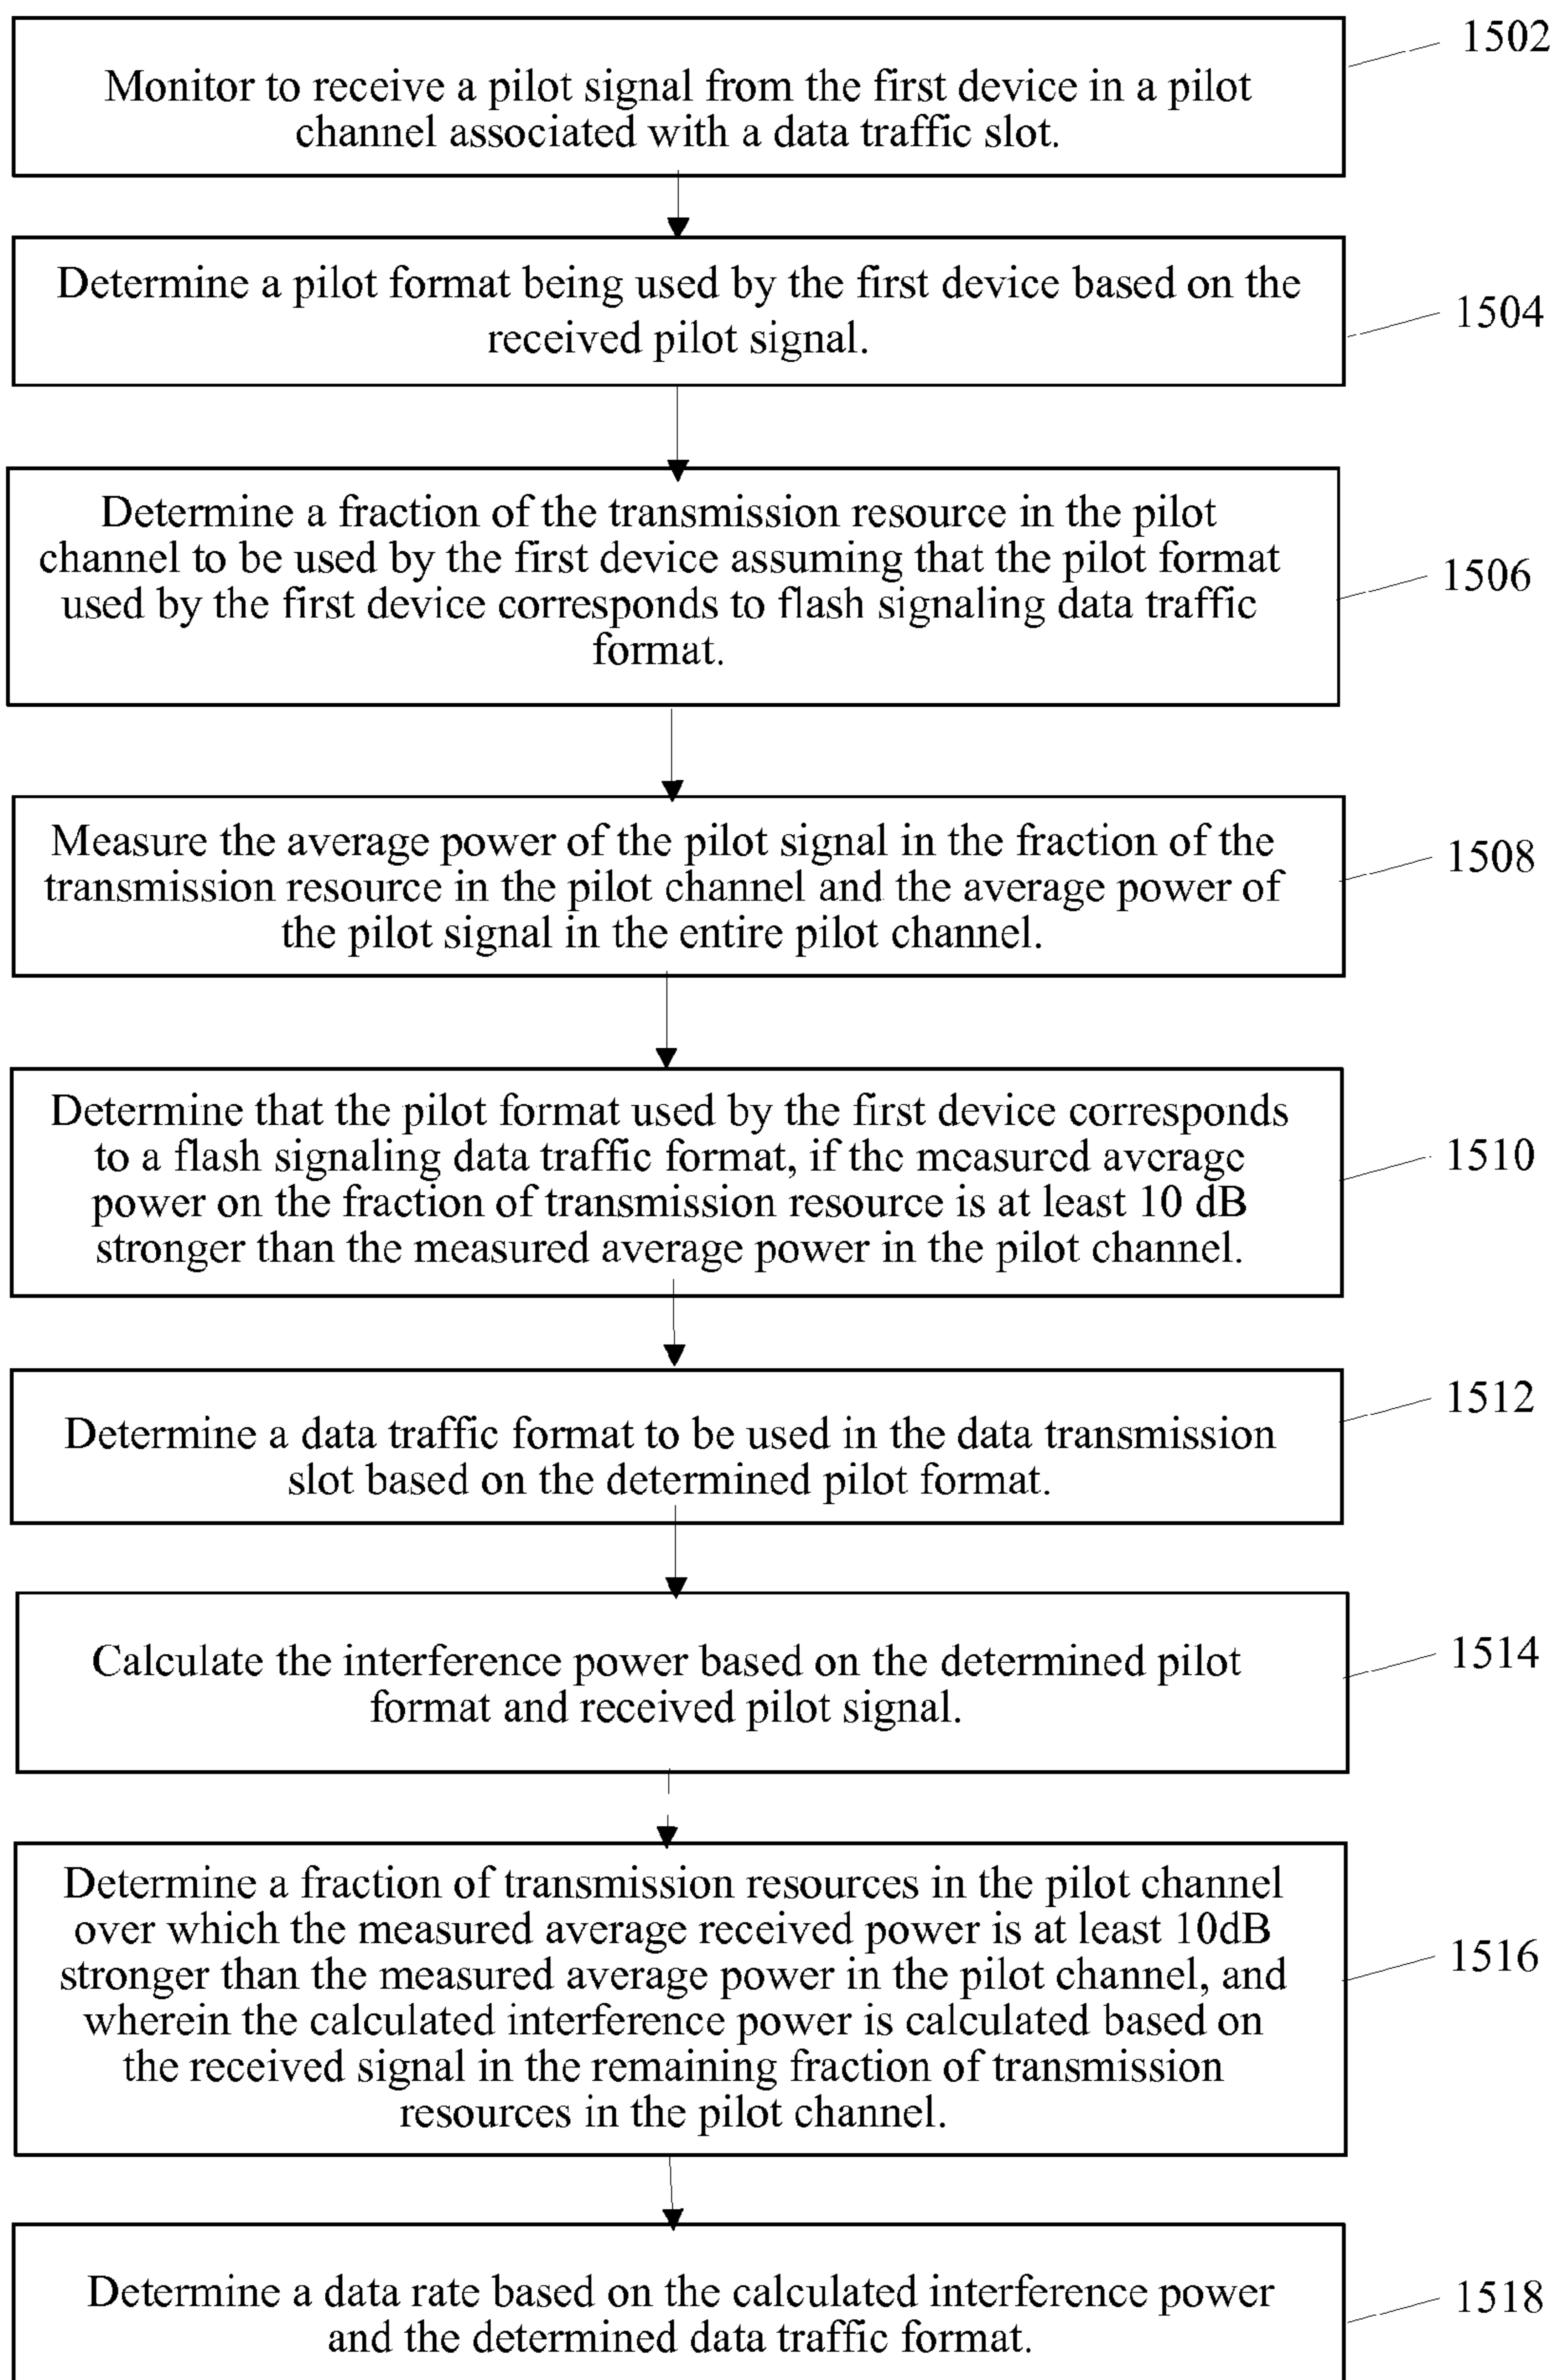 1502
Monitor to receive a pilot signal from the first device in a pilot
channel associated with a data traffic slot.
Determine a pilot format being used by the first device based on the
received pilot signal.
1504
Determine a fraction of the transmission resource in the pilot
channel to be used by the first device assuming that the pilot format
used by the first device corresponds to flash signaling data traffic
format.
1506
Measure the average power of the pilot signal in the fraction of the
transmission resource in the pilot channel and the average power of
the pilot signal in the entire pilot channel.
1508
Determine that the pilot format used by the first device corresponds
to a flash signaling data traffic format, if the measured average
power on the fraction of transmission resource is at least 10 dB
stronger than the measured average power in the pilot channel.
1510
Determine a data traffic format to be used in the data transmission
slot based on the determined pilot format.
1512
Calculate the interference power based on the determined pilot
format and received pilot signal.
1514
Determine a fraction of transmission resources in the pilot channel
over which the measured average received power is at least 10dB
stronger than the measured average power in the pilot channel, and
wherein the calculated interference power is calculated based on
the received signal in the remaining fraction of transmission
resources in the pilot channel.
1516
Determine a data rate based on the calculated interference power
and the determined data traffic format.
1518